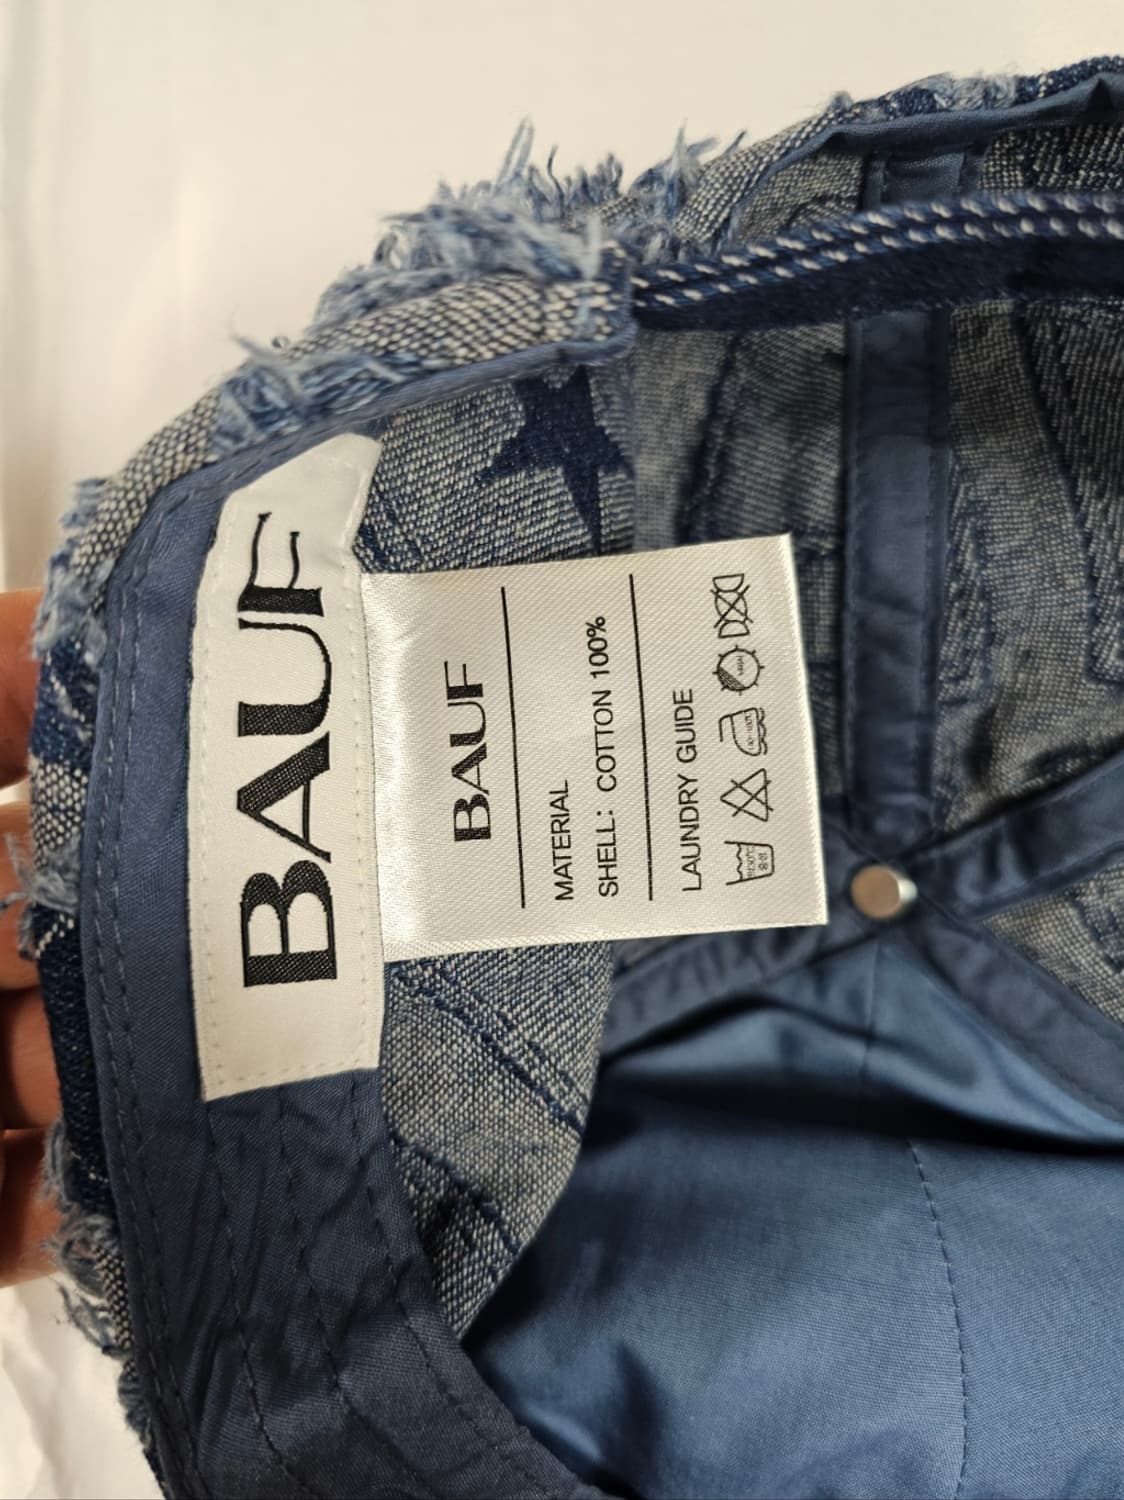 BAUF
BAUF
MATERIAL
SHELL: COTTON 100%
LAUNDRY GUIDE